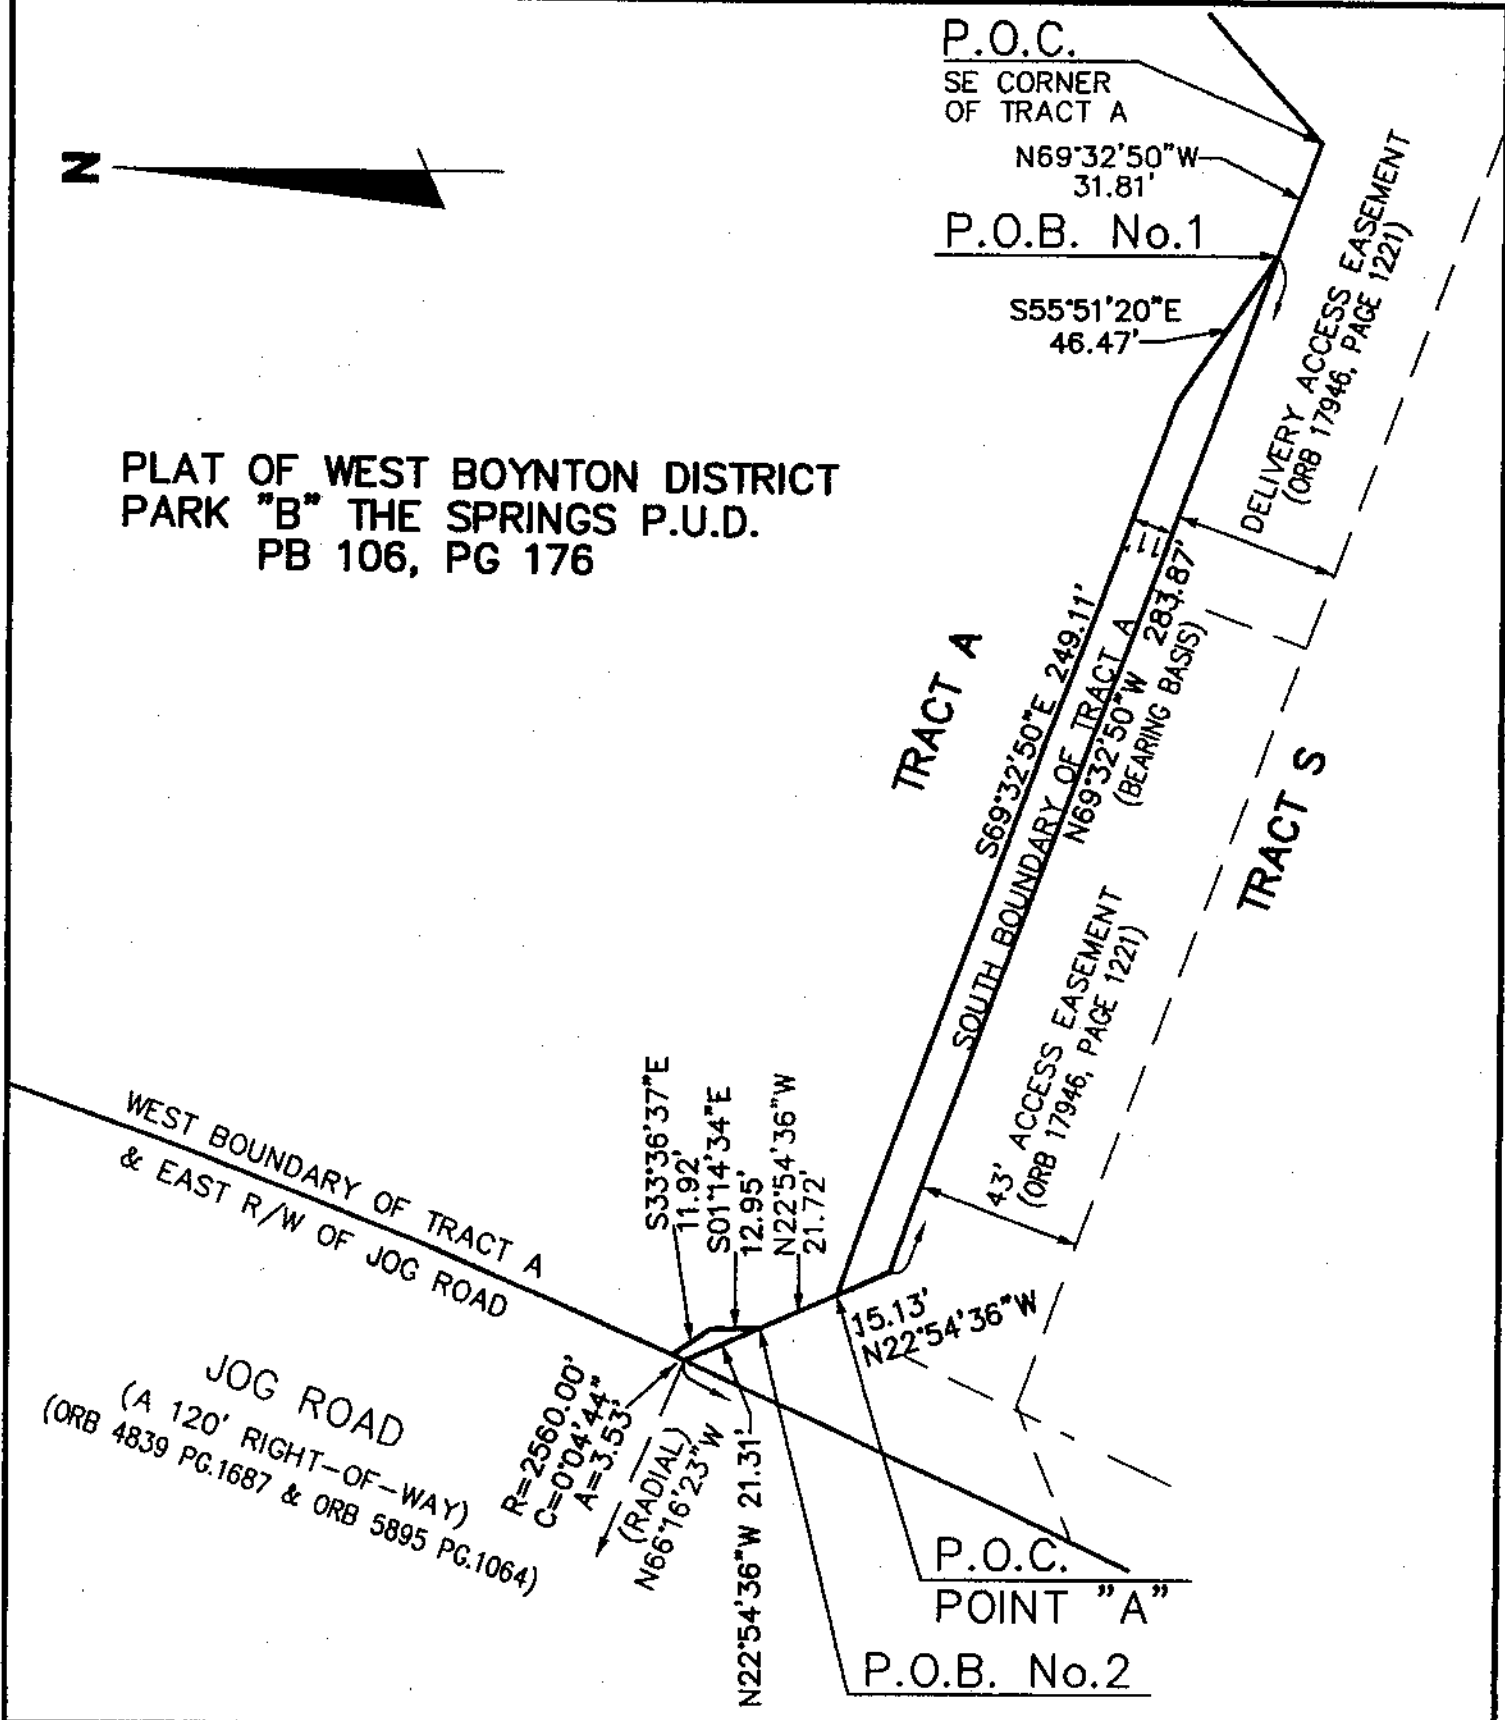 P.O.C.
SE CORNER
OF TRACT A
N69°32'50"W
31.81'
P.O.B. No.1
S55°51'20"E
46.47'
N
DELIVERY ACCESS EASEMENT
(ORB 17946, PAGE 1221)
PLAT OF WEST BOYNTON DISTRICT
PARK "B" THE SPRINGS P.U.D.
PB 106, PG 176
TRACT A
S69°32'50"E 249.11'
11'
SOUTH BOUNDARY OF TRACT A
N69°32'50"W 283.87'
(BEARING BASIS)
TRACT S
43' ACCESS EASEMENT
(ORB 17946, PAGE 1221)
WEST BOUNDARY OF TRACT A
& EAST R/W OF JOG ROAD
S33°36'37"E
11.92'
S01°14'34"E
12.95'
N22°54'36"W
21.72'
15.13'
N22°54'36"W
JOG ROAD
(A 120' RIGHT-OF-WAY)
(ORB 4839 PG.1687 & ORB 5895 PG.1064)
R=2560.00'
C=0°04'44"
A=3.53'
(RADIAL)
N66°16'23"W
N22°54'36"W 21.31'
P.O.C.
POINT "A"
P.O.B. No.2